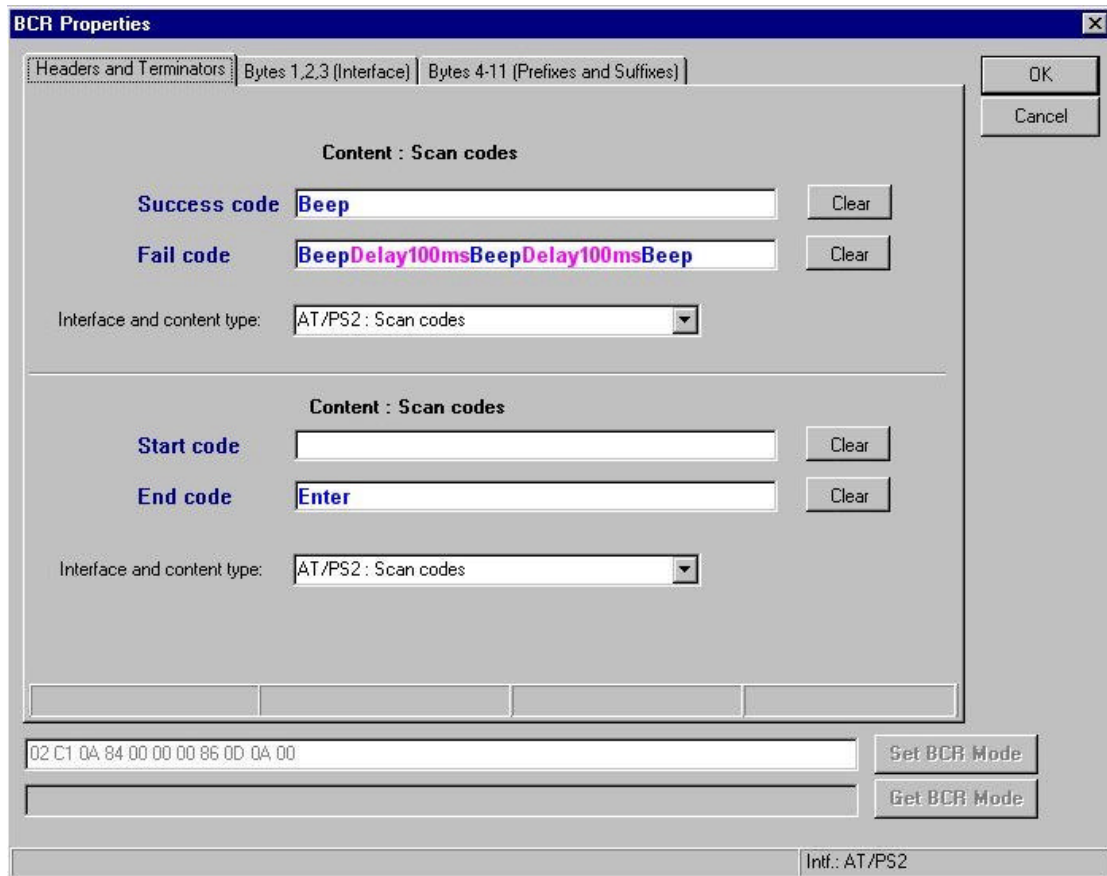 BCR Properties
Headers and Terminators Bytes 1,2,3 (Interface) Bytes 4-11 (Prefixes and Suffixes)
OK
Cancel
Content : Scan codes
Success code Beep Clear
Fail code BeepDelay100msBeepDelay100msBeep Clear
Interface and content type: AT/PS2 : Scan codes
Content : Scan codes
Start code Clear
End code Enter Clear
Interface and content type: AT/PS2 : Scan codes
02 C1 0A 84 00 00 00 86 0D 0A 00 Set BCR Mode
Get BCR Mode
Intf.: AT/PS2